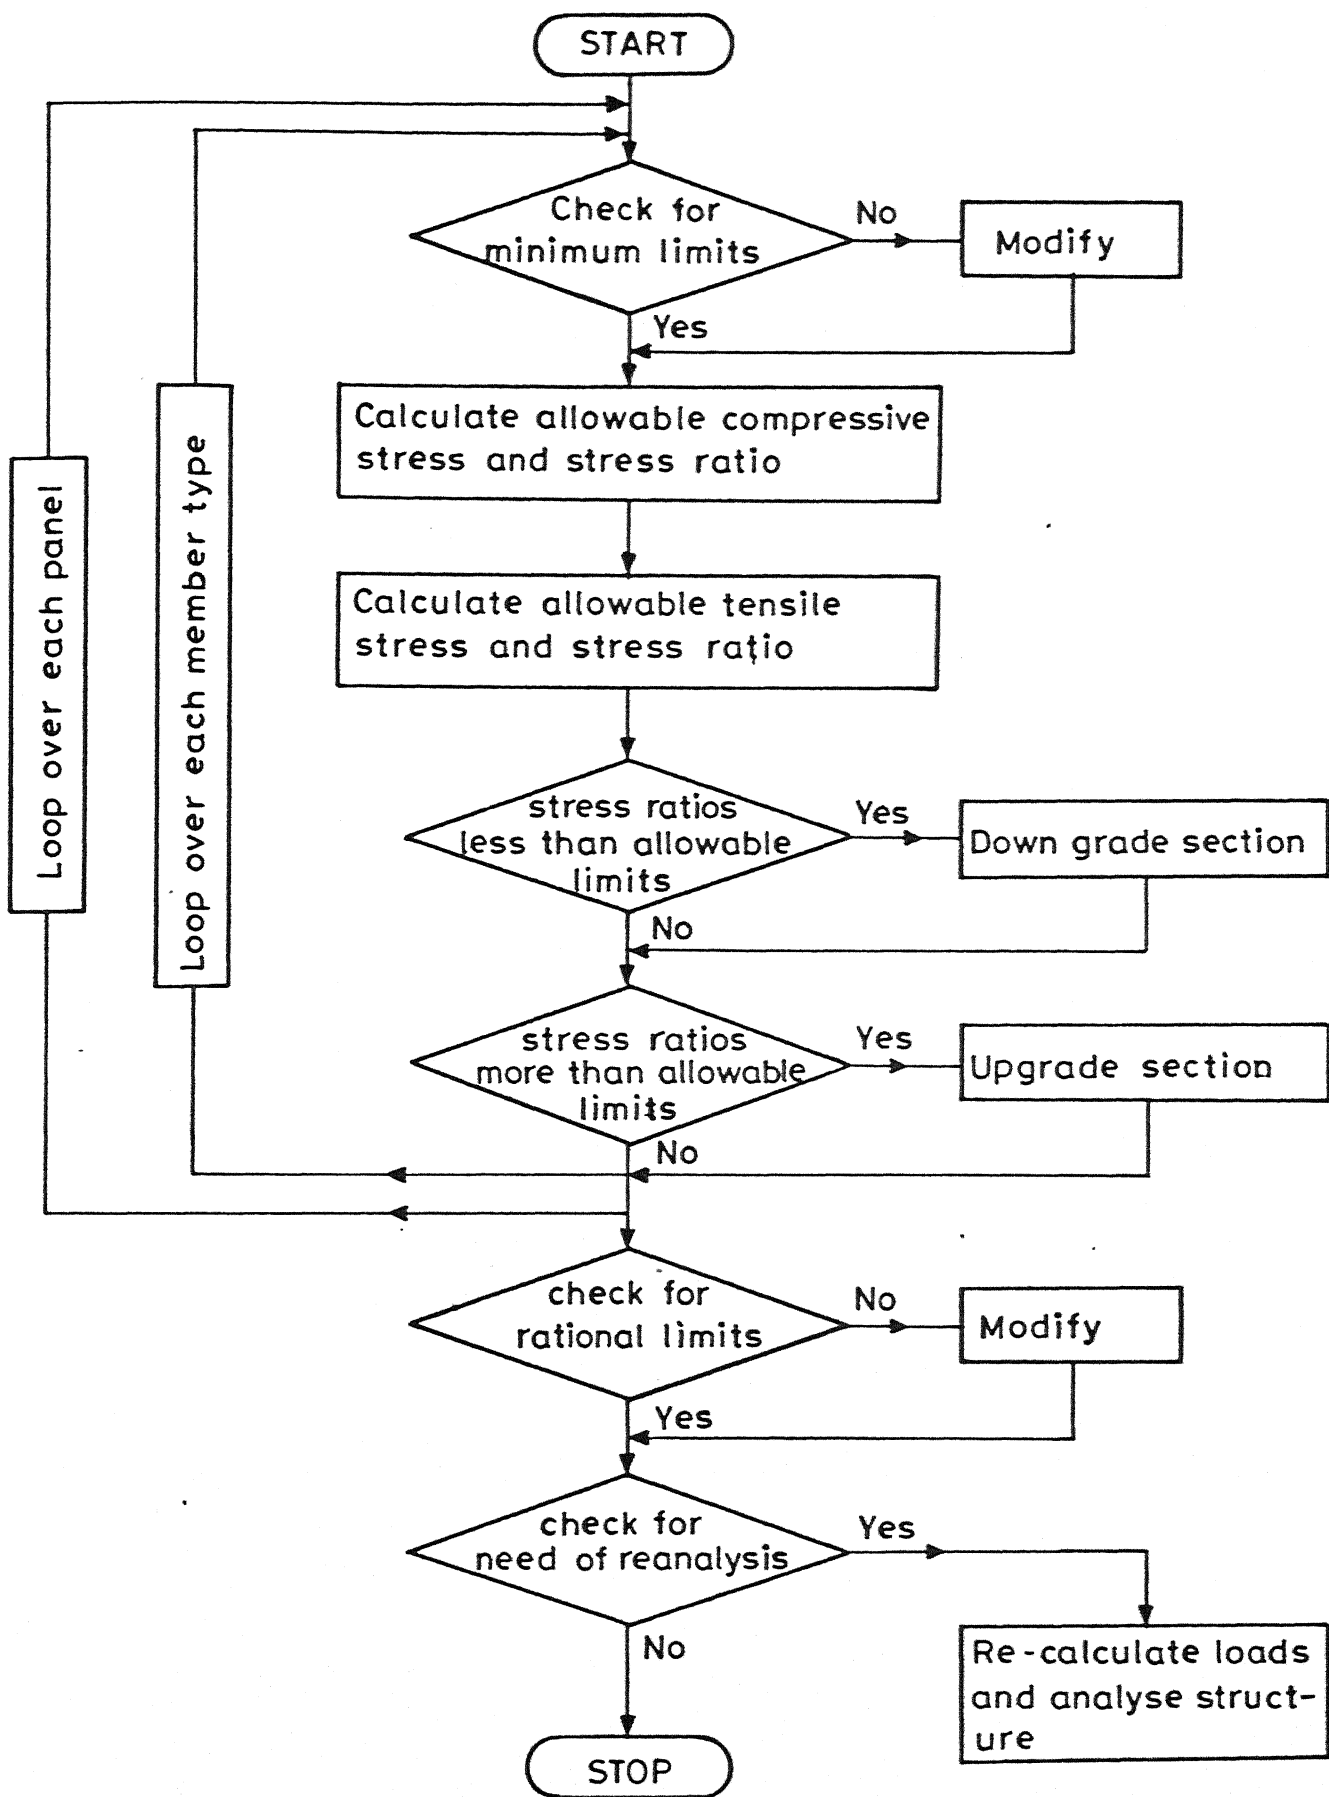 START
Check for
minimum limits
No
Modify
Yes
Calculate allowable compressive
stress and stress ratio
Calculate allowable tensile
stress and stress ratio
Loop over each panel
Loop over each member type
stress ratios
less than allowable
limits
Yes
Down grade section
No
stress ratios
more than allowable
limits
Yes
Upgrade section
No
check for
rational limits
No
Modify
Yes
check for
need of reanalysis
Yes
No
Re-calculate loads
and analyse struct-
ure
STOP